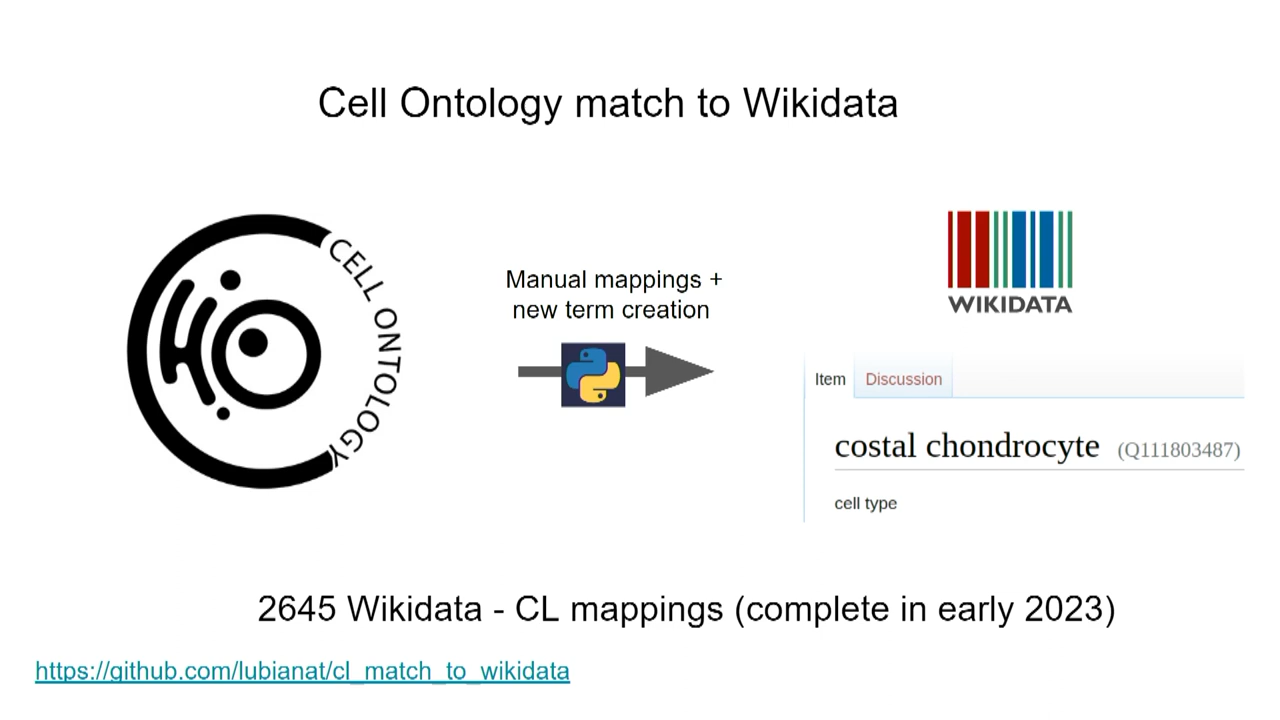 Cell Ontology match to Wikidata
CELL ONTOLOGY
Manual mappings +
new term creation
WIKIDATA
Item Discussion
costal chondrocyte (Q111803487)
cell type
2645 Wikidata - CL mappings (complete in early 2023)
https://github.com/lubianat/cl_match_to_wikidata